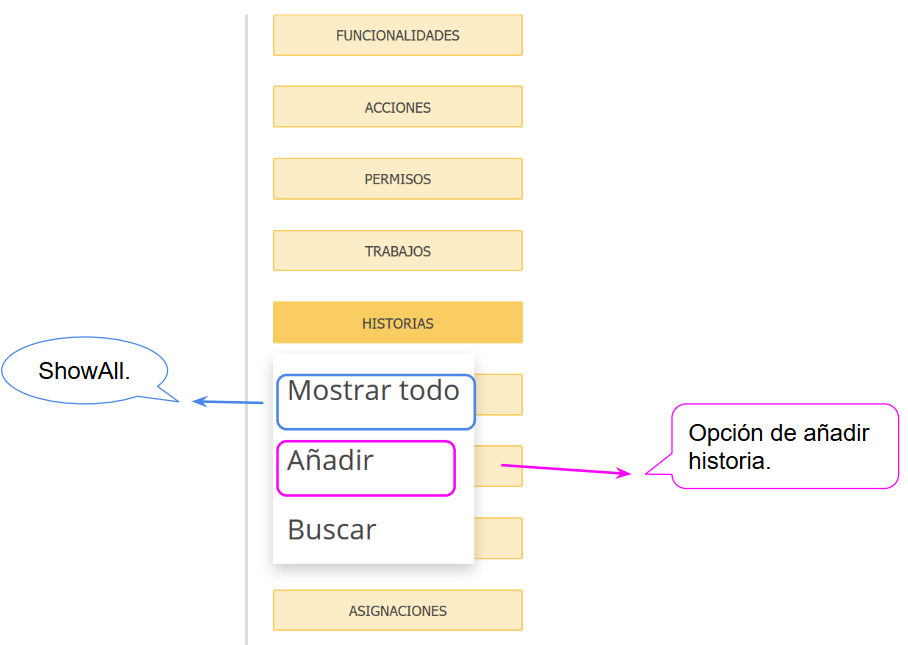 FUNCIONALIDADES
ACCIONES
PERMISOS
TRABAJOS
HISTORIAS
ShowAll.
Mostrar todo
Añadir
Opción de añadir
historia.
Buscar
ASIGNACIONES